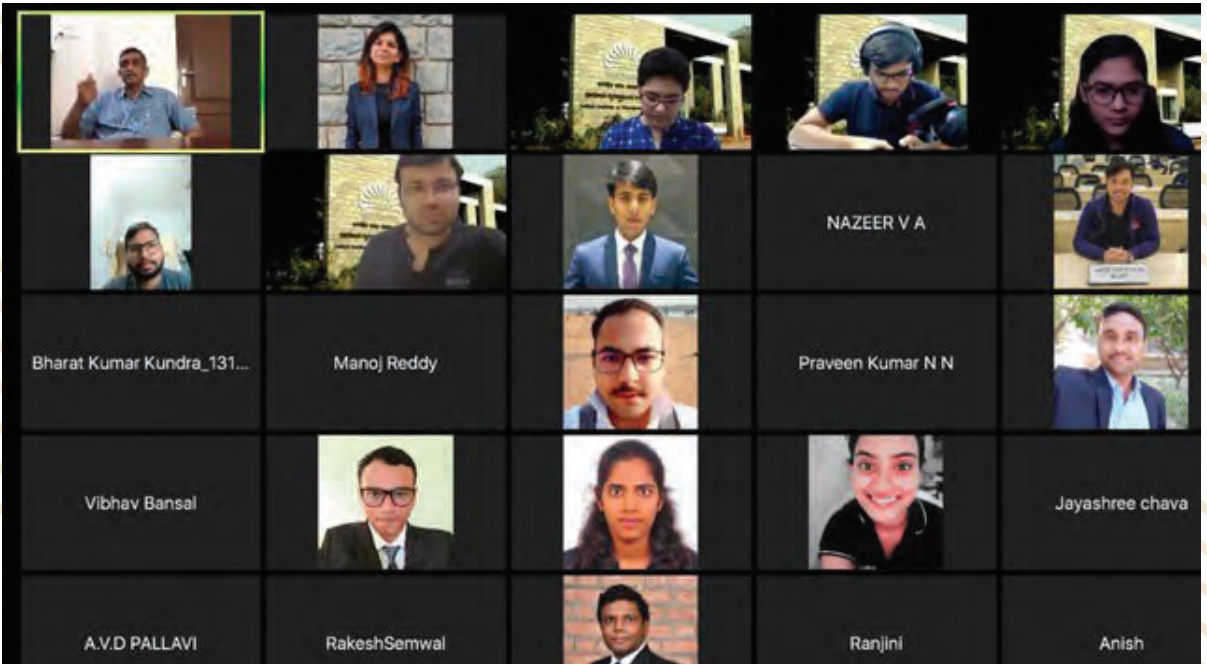 NAZEER V A
Bharat Kumar Kundra_131...
Manoj Reddy
Praveen Kumar N N
Vibhav Bansal
Jayashree chava
A.V.D PALLAVI
RakeshSemwal
Ranjini
Anish